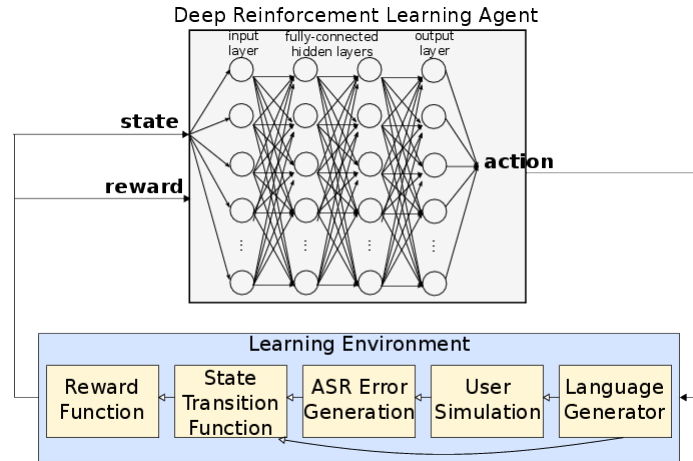 Deep Reinforcement Learning Agent
input
layer
fully-connected
hidden layers
output
layer
state
reward
action
Learning Environment
Reward
Function
State
Transition
Function
ASR Error
Generation
User
Simulation
Language
Generator